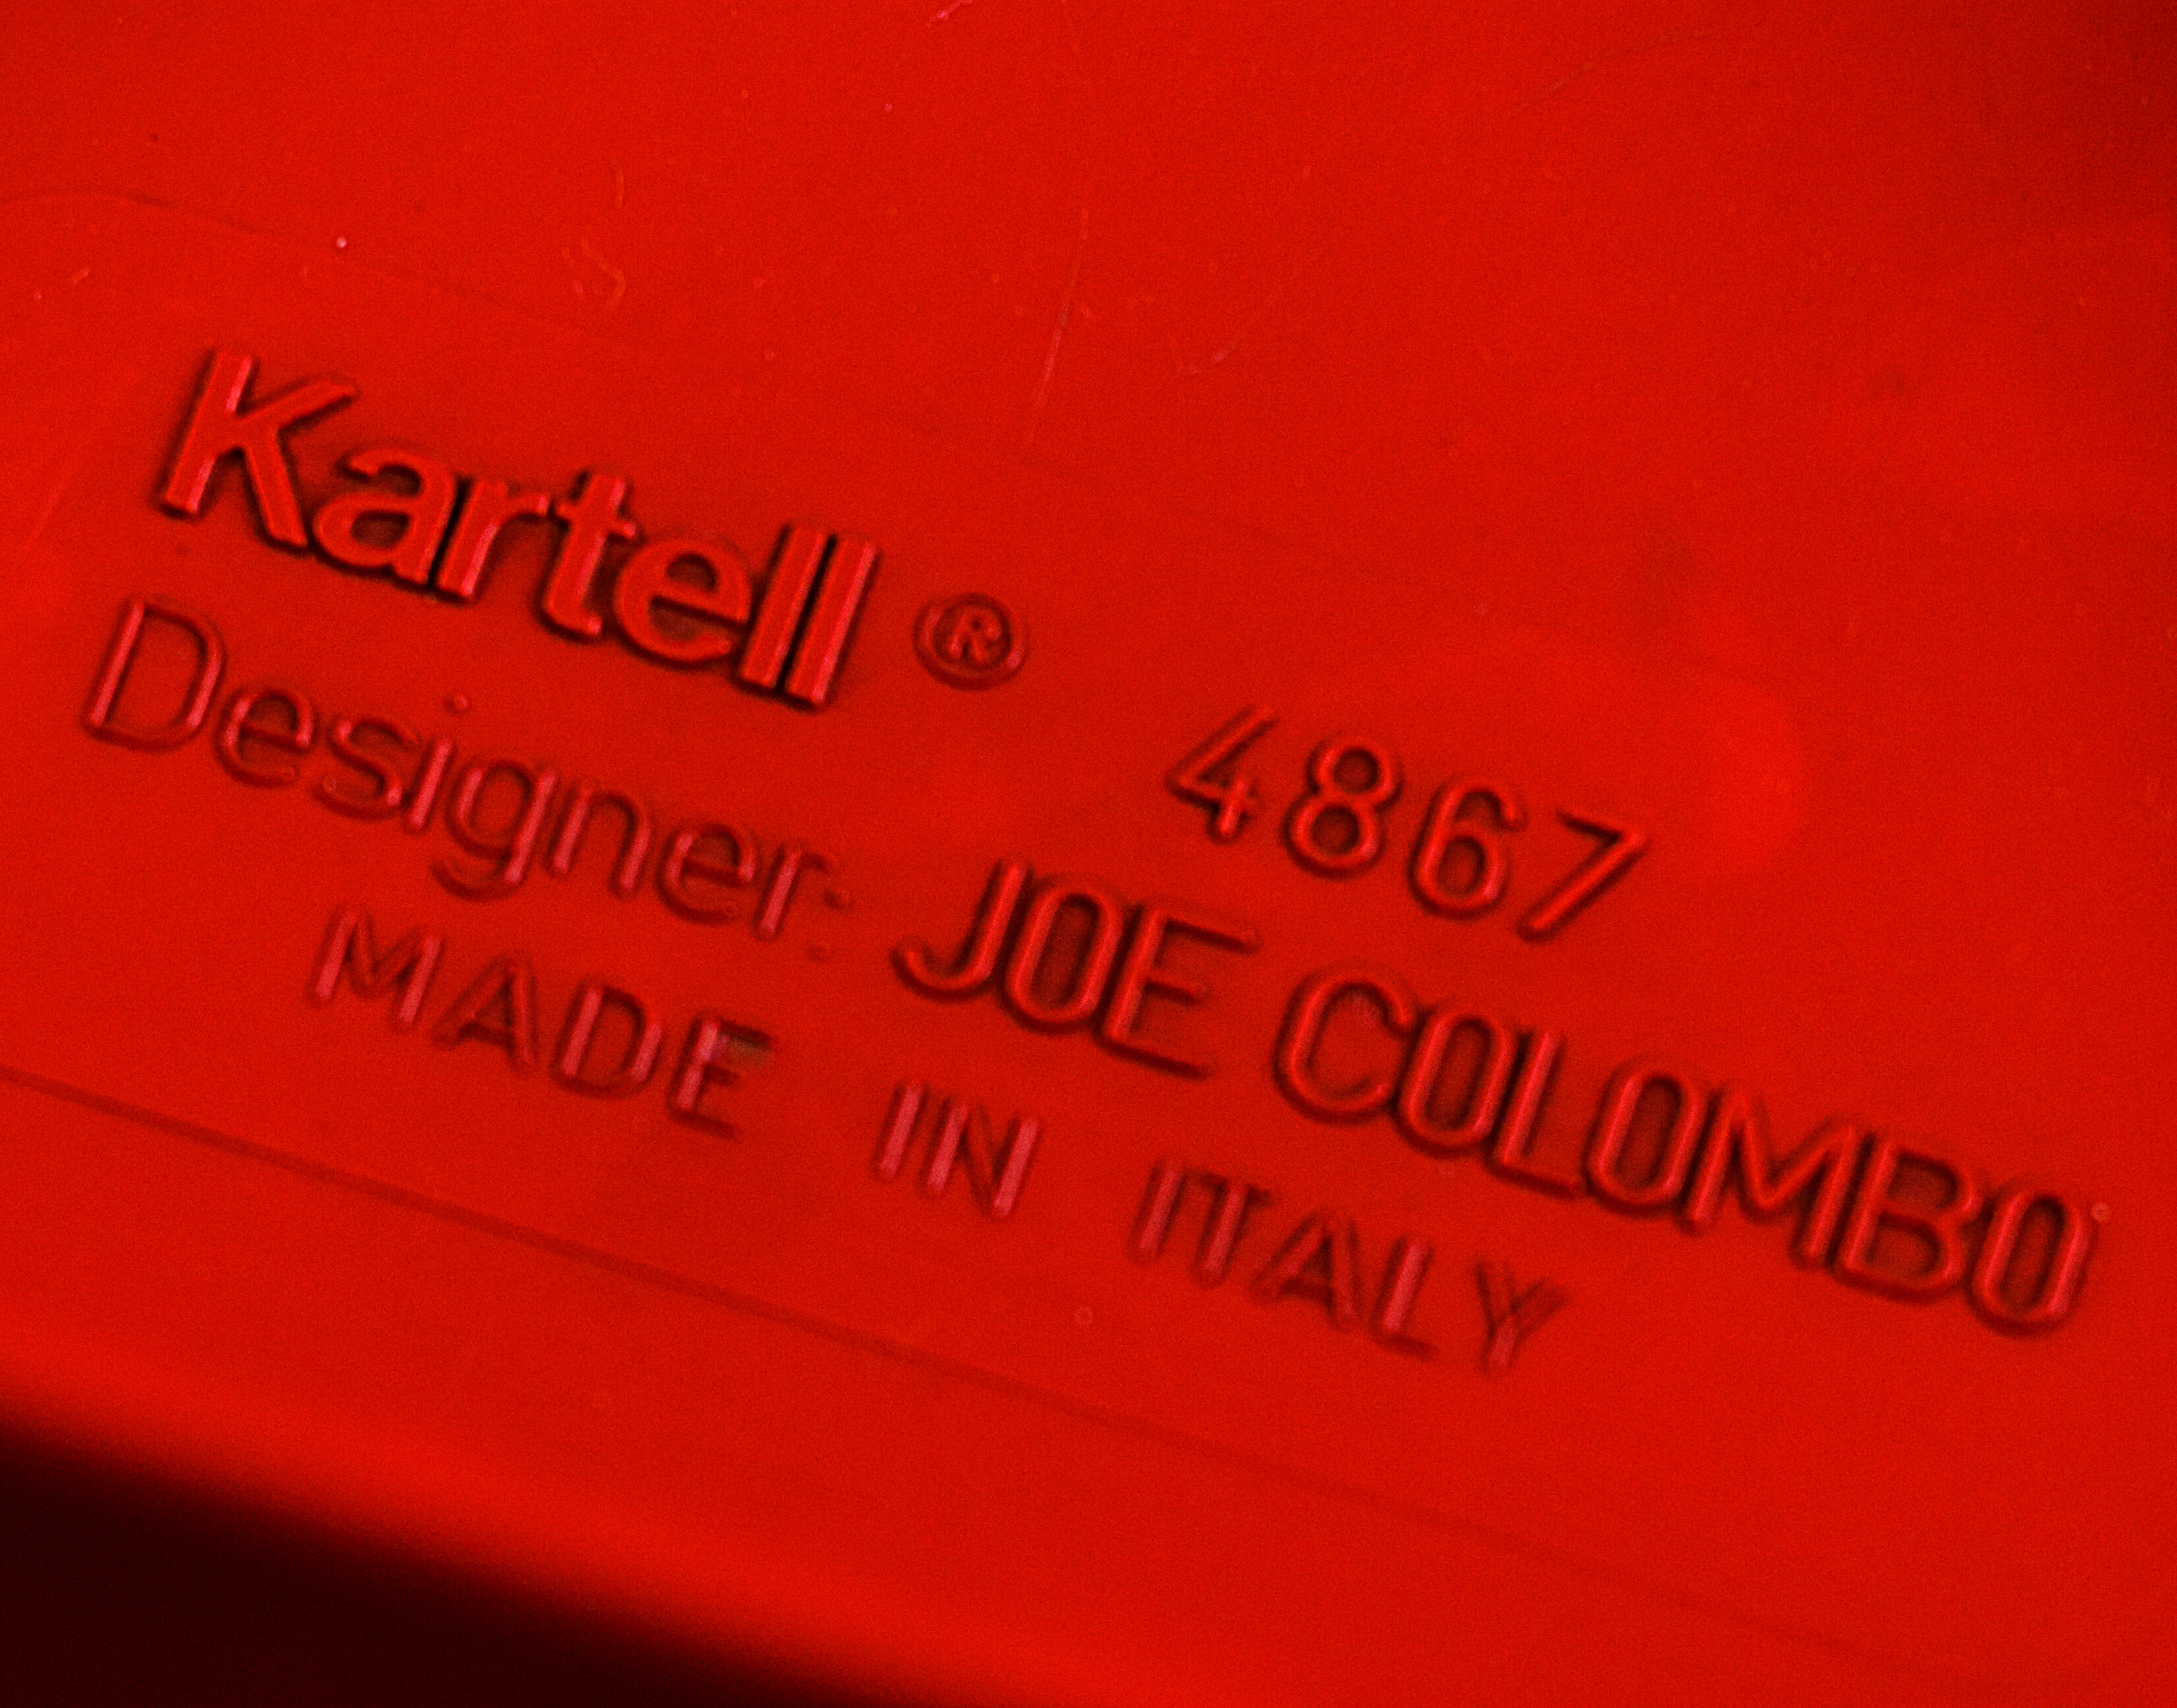 Kartell ® 4867
Designer: JOE COLOMBO
MADE IN ITALY